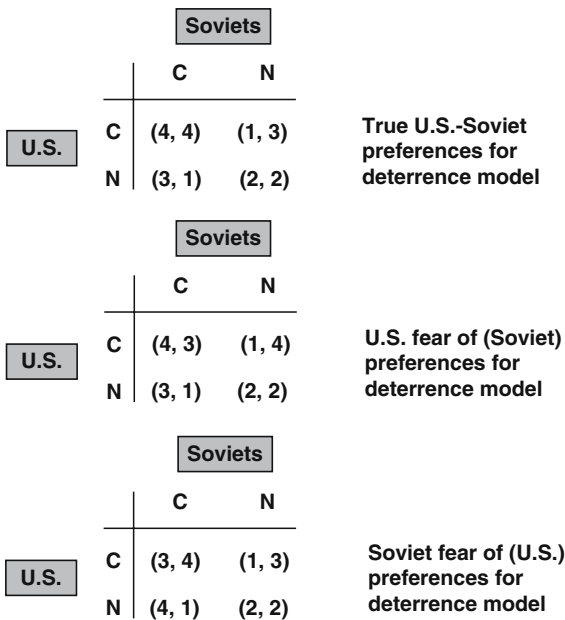 Soviets
C N
U.S. C (4, 4) (1, 3)
N (3, 1) (2, 2)
True U.S.-Soviet
preferences for
deterrence model
Soviets
C N
U.S. C (4, 3) (1, 4)
N (3, 1) (2, 2)
U.S. fear of (Soviet)
preferences for
deterrence model
Soviets
C N
U.S. C (3, 4) (1, 3)
N (4, 1) (2, 2)
Soviet fear of (U.S.)
preferences for
deterrence model